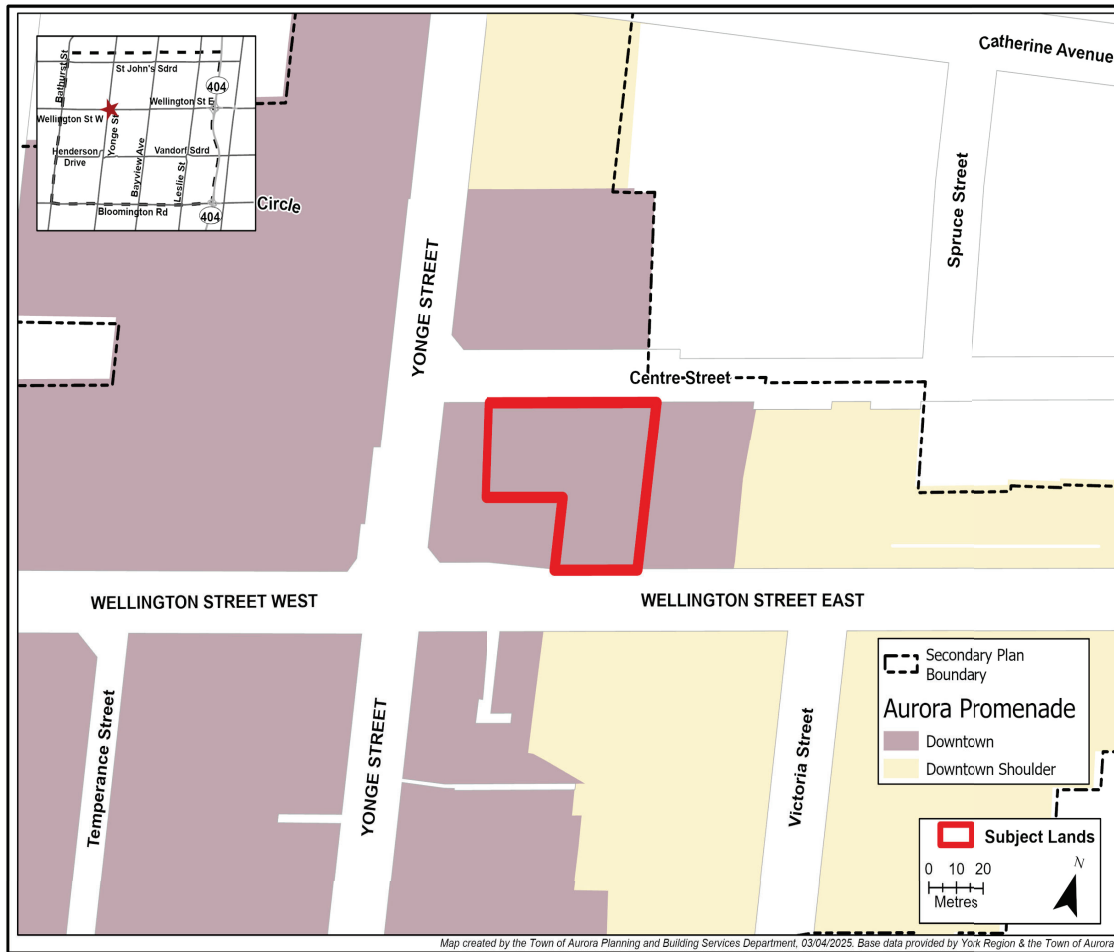 Catherine Avenue
Bathurst St
St John's Sdrd
404
Wellington St E
Wellington St W
Yonge St
Henderson
Drive
Vandorf Sdrd
Bayview Ave
Leslie St
Bloomington Rd
404
Circle
Spruce Street
YONGE STREET
Centre Street
WELLINGTON STREET WEST
WELLINGTON STREET EAST
Temperance Street
YONGE STREET
Victoria Street
Secondary Plan
Boundary
Aurora Promenade
Downtown
Downtown Shoulder
Subject Lands
0 10 20
Metres
N
Map created by the Town of Aurora Planning and Building Services Department, 03/04/2025. Base data provided by York Region & the Town of Aurora